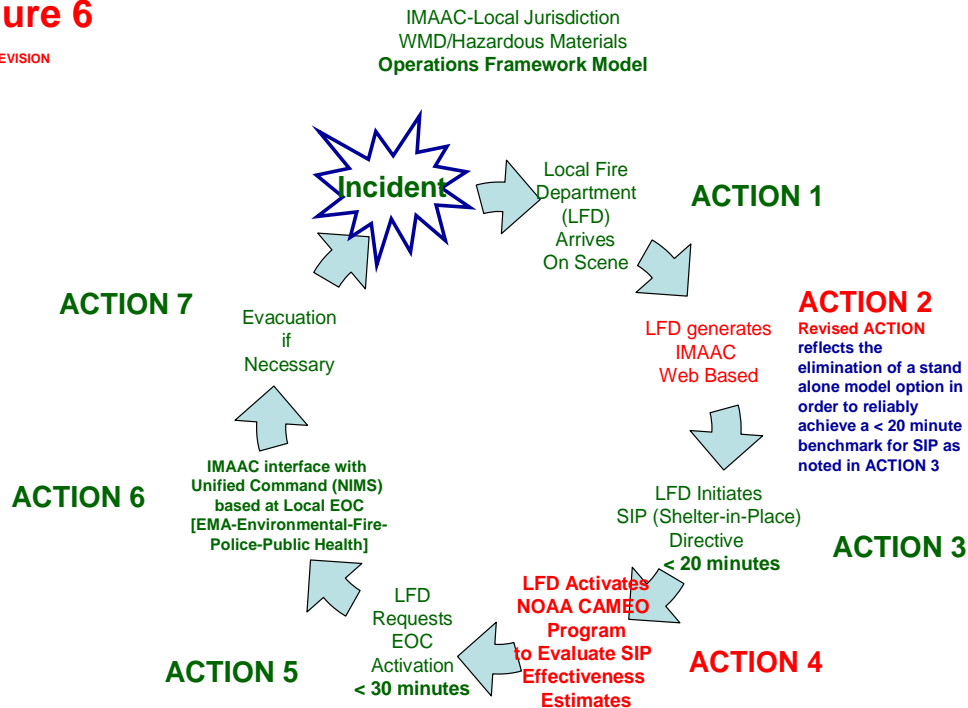 ure 6
EVISION
IMAAC-Local Jurisdiction
WMD/Hazardous Materials
Operations Framework Model
Incident
Local Fire
Department
(LFD)
Arrives
On Scene
ACTION 1
LFD generates
IMAAC
Web Based
ACTION 2
Revised ACTION
reflects the
elimination of a stand
alone model option in
order to reliably
achieve a < 20 minute
benchmark for SIP as
noted in ACTION 3
LFD Initiates
SIP (Shelter-in-Place)
Directive
< 20 minutes
ACTION 3
LFD Activates
NOAA CAMEO
Program
to Evaluate SIP
Effectiveness
Estimates
ACTION 4
LFD
Requests
EOC
Activation
< 30 minutes
ACTION 5
IMAAC interface with
Unified Command (NIMS)
based at Local EOC
[EMA-Environmental-Fire-
Police-Public Health]
ACTION 6
Evacuation
if
Necessary
ACTION 7